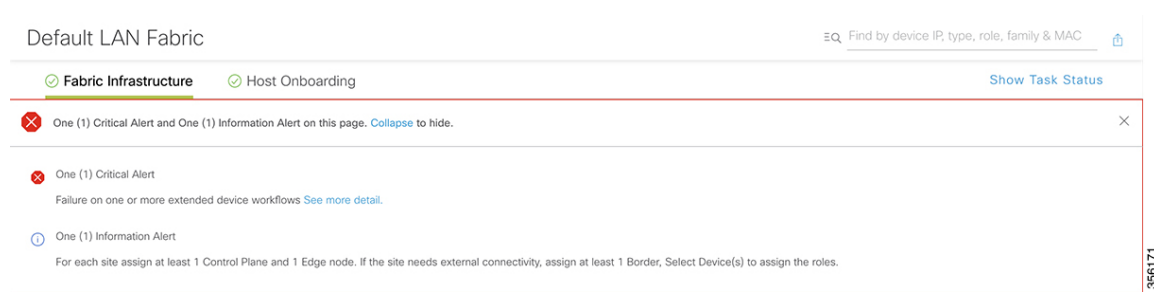 Default LAN Fabric
Find by device IP, type, role, family & MAC
Fabric Infrastructure
Host Onboarding
Show Task Status
One (1) Critical Alert and One (1) Information Alert on this page. Collapse to hide.
One (1) Critical Alert
Failure on one or more extended device workflows See more detail.
One (1) Information Alert
For each site assign at least 1 Control Plane and 1 Edge node. If the site needs external connectivity, assign at least 1 Border, Select Device(s) to assign the roles.
356171